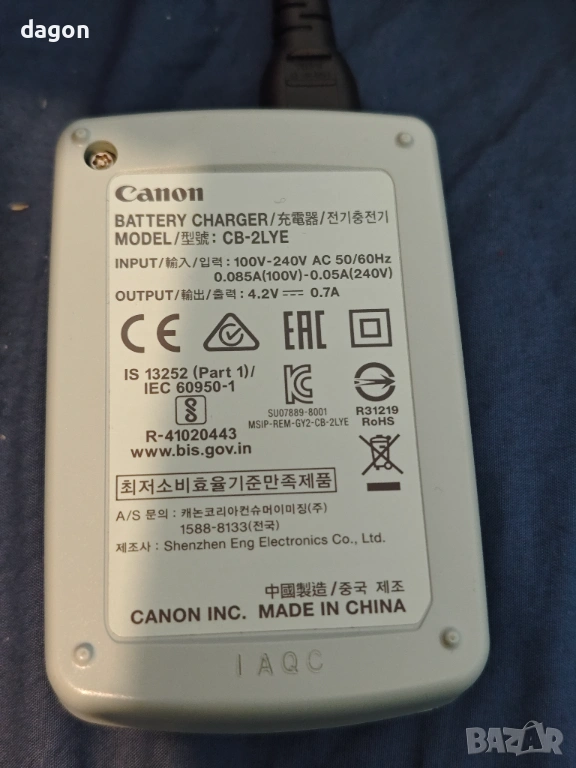 dagon
Canon
BATTERY CHARGER/充電器/전기충전기
MODEL/型號: CB-2LYE
INPUT/輸入/입력: 100V-240V AC 50/60Hz
0.085A(100V)-0.05A(240V)
OUTPUT/輸出/출력: 4.2V⎓ 0.7A
CE EAC
IS 13252 (Part 1)/
IEC 60950-1
R-41020443
www.bis.gov.in
SU07889-8001
MSIP-REM-GY2-CB-2LYE
R31219
RoHS
최저소비효율기준만족제품
A/S 문의 : 캐논코리아컨슈머이미징(주)
1588-8133(전국)
제조사 : Shenzhen Eng Electronics Co., Ltd.
中國製造/중국 제조
CANON INC. MADE IN CHINA
I AQC
BAZAR